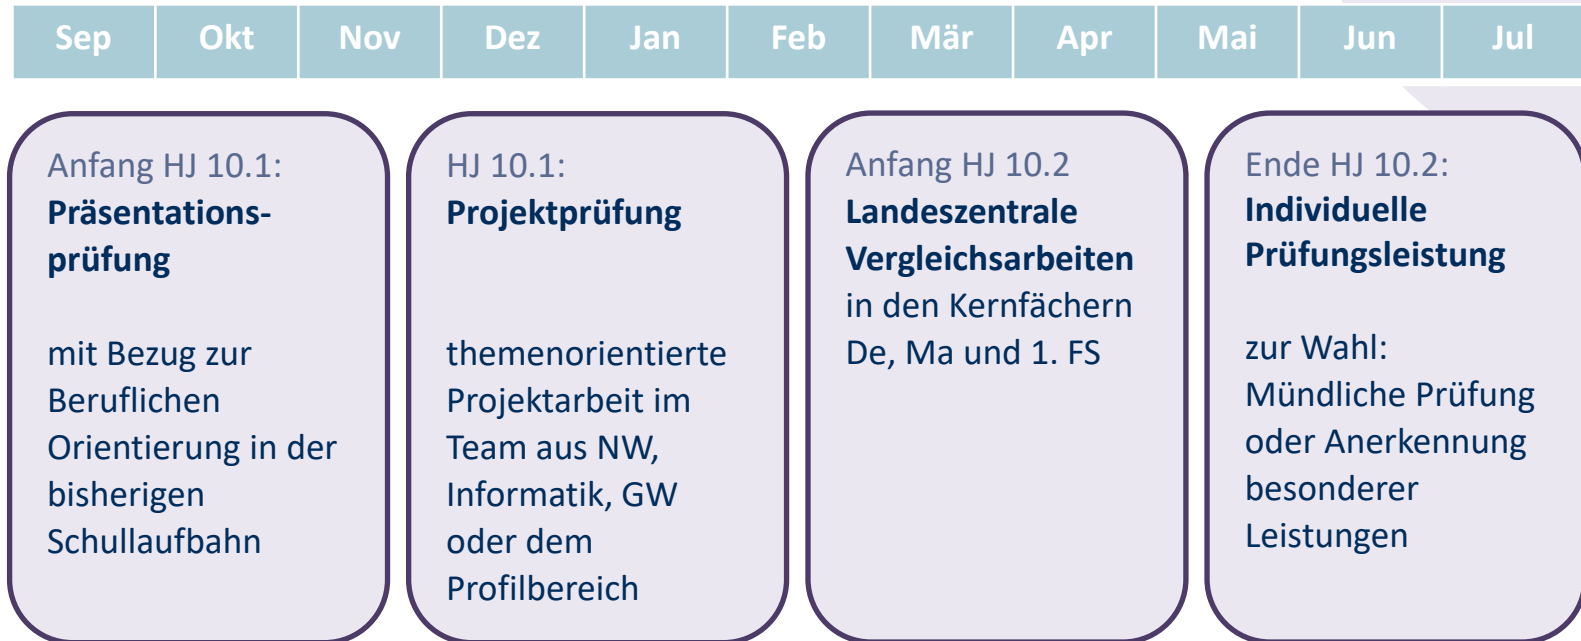 Sep Okt Nov Dez Jan Feb Mär Apr Mai Jun Jul
Anfang HJ 10.1:
Präsentations-
prüfung
mit Bezug zur
Beruflichen
Orientierung in der
bisherigen
Schullaufbahn
HJ 10.1:
Projektprüfung
themenorientierte
Projektarbeit im
Team aus NW,
Informatik, GW
oder dem
Profilbereich
Anfang HJ 10.2
Landeszentrale
Vergleichsarbeiten
in den Kernfächern
De, Ma und 1. FS
Ende HJ 10.2:
Individuelle
Prüfungsleistung
zur Wahl:
Mündliche Prüfung
oder Anerkennung
besonderer
Leistungen